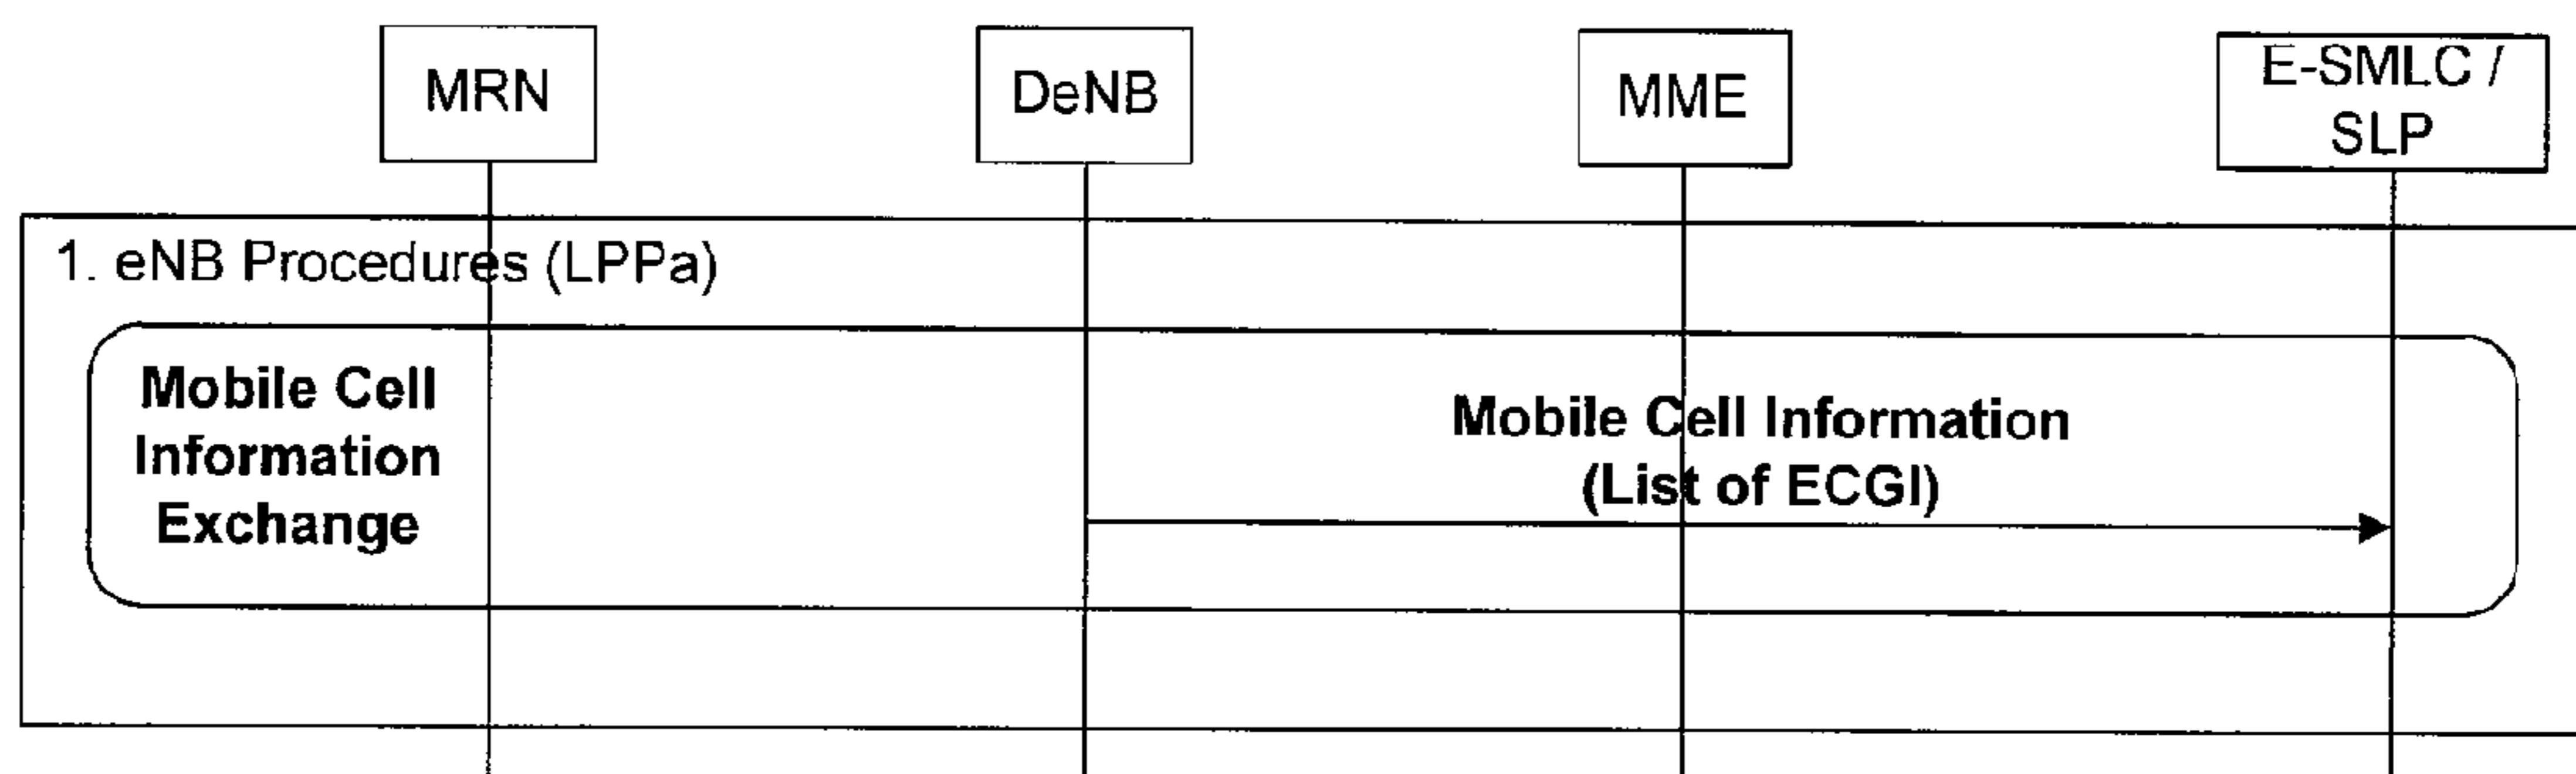 MRN
DeNB
MME
E-SMLC /
SLP
1. eNB Procedures (LPPa)
Mobile Cell
Information
Exchange
Mobile Cell Information
(List of ECGI)